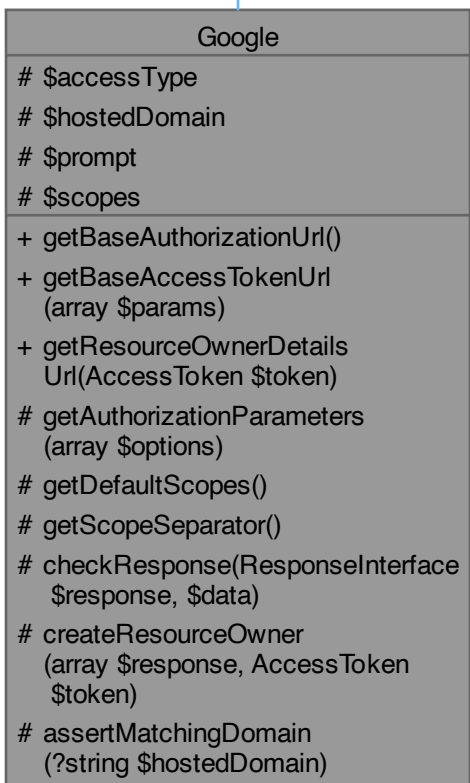 Google
# $accessType
# $hostedDomain
# $prompt
# $scopes
+ getBaseAuthorizationUrl()
+ getBaseAccessTokenUrl
(array $params)
+ getResourceOwnerDetails
Url(AccessToken $token)
# getAuthorizationParameters
(array $options)
# getDefaultScopes()
# getScopeSeparator()
# checkResponse(ResponseInterface
$response, $data)
# createResourceOwner
(array $response, AccessToken
$token)
# assertMatchingDomain
(?string $hostedDomain)